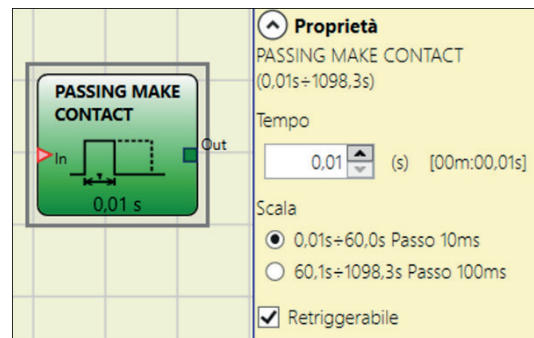 PASSING MAKE
CONTACT
In
Out
0,01 s
Proprietà
PASSING MAKE CONTACT
(0,01s÷1098,3s)
Tempo
0,01 (s) [00m:00,01s]
Scala
0,01s÷60,0s Passo 10ms
60,1s÷1098,3s Passo 100ms
Retriggerabile